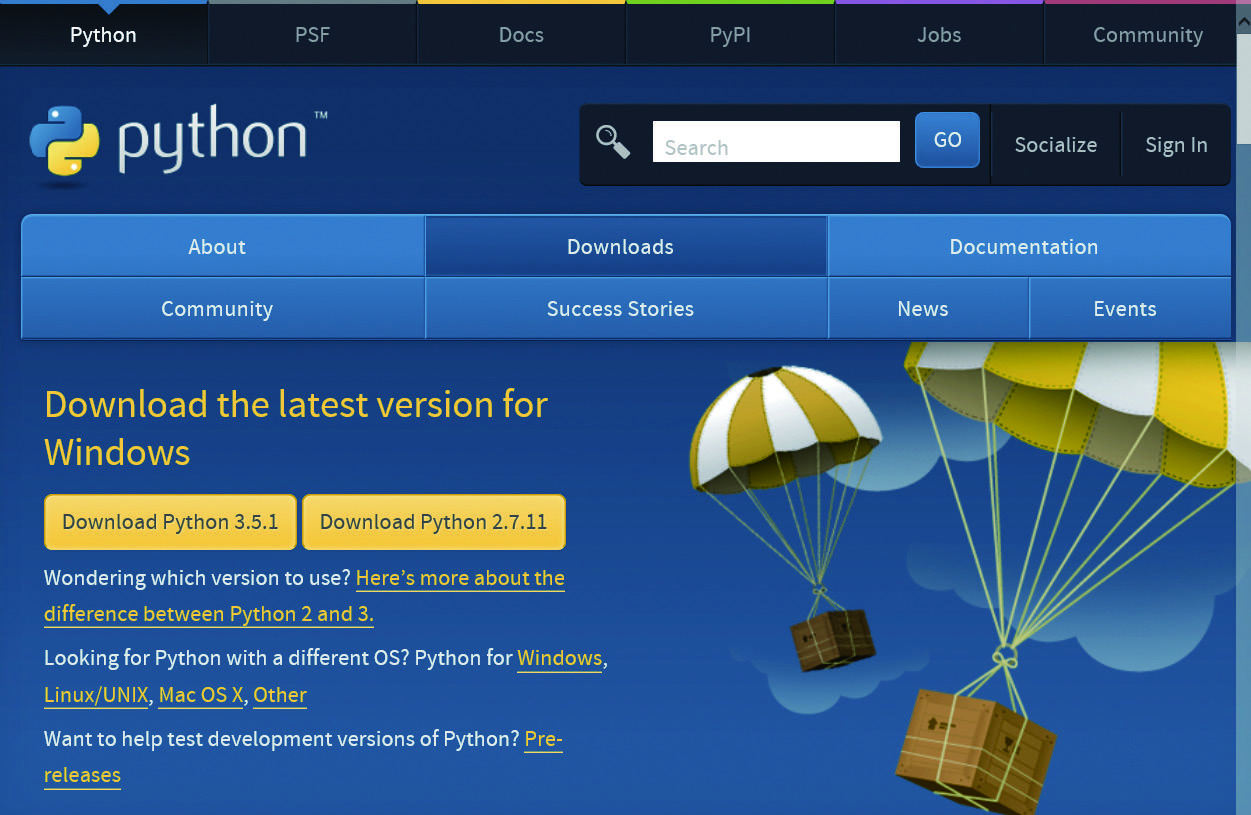 Python PSF Docs PyPI Jobs Community
python™
Search GO Socialize Sign In
About Downloads Documentation
Community Success Stories News Events
Download the latest version for
Windows
Download Python 3.5.1 Download Python 2.7.11
Wondering which version to use? Here’s more about the
difference between Python 2 and 3.
Looking for Python with a different OS? Python for Windows,
Linux/UNIX, Mac OS X, Other
Want to help test development versions of Python? Pre-
releases